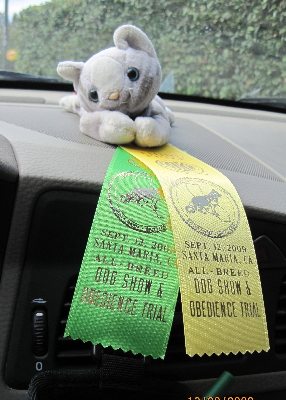 SEPT. 12, 2009
SANTA MARIA, CA
ALL-BREED
DOG SHOW &
OBEDIENCE TRIAL
SEPT. 12, 2009
SANTA MARIA, CA
ALL-BREED
DOG SHOW &
OBEDIENCE TRIAL
0